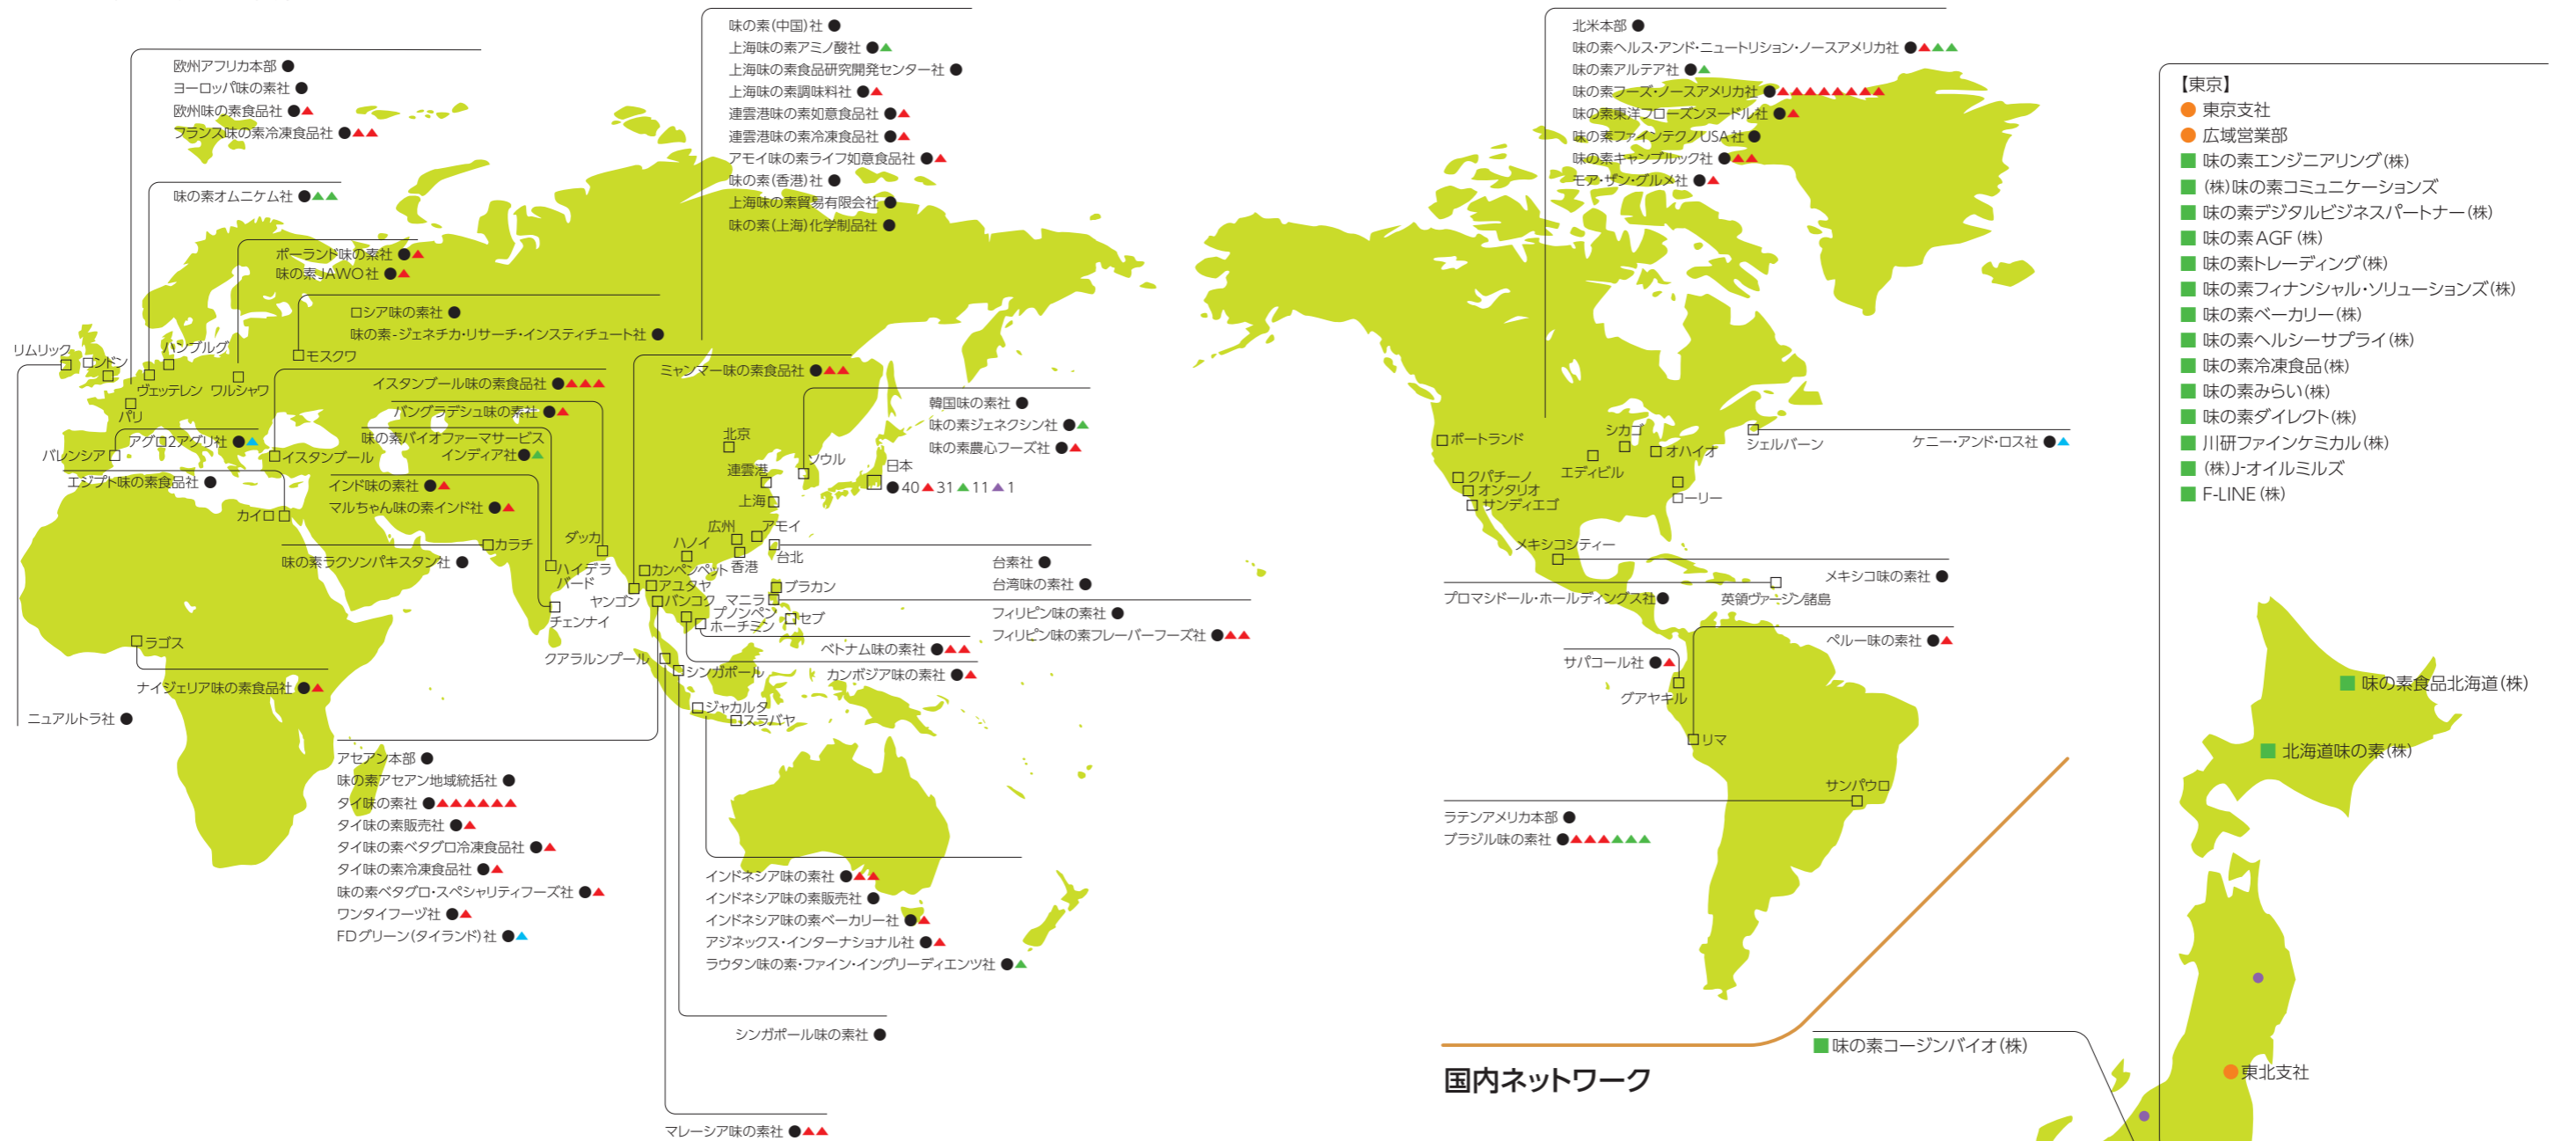 欧州アフリカ本部 ●
ヨーロッパ味の素社 ●
欧州味の素食品社 ●▲
フランス味の素冷凍食品社 ●▲▲
味の素オムニケム社 ●▲▲
ポーランド味の素社 ●▲
味の素JAWO社 ●▲
ロシア味の素社 ●
味の素-ジェネチカ・リサーチ・インスティチュート社 ●
味の素(中国)社 ●
上海味の素アミノ酸社 ●▲
上海味の素食品研究開発センター社 ●
上海味の素調味料社 ●▲
連雲港味の素如意食品社 ●▲
連雲港味の素冷凍食品社 ●▲
アモイ味の素ライフ如意食品社 ●▲
味の素(香港)社 ●
上海味の素貿易有限会社 ●
味の素(上海)化学制品社 ●
リムリック
ロンドン
ハンブルグ
ヴェッテレン
ワルシャワ
モスクワ
パリ
イスタンブール味の素食品社 ●▲▲▲
ミャンマー味の素食品社 ●▲▲
バングラデシュ味の素社 ●▲
アグロ2アグリ社 ●▲
バレンシア
イスタンブール
味の素バイオファーマサービス
インディア社●▲
エジプト味の素食品社 ●
カイロ
インド味の素社 ●▲
マルちゃん味の素インド社 ●▲
韓国味の素社 ●
味の素ジェネクシン社 ●▲
味の素農心フーズ社 ●▲
北京
連雲港
ソウル
日本
●40▲31▲11▲1
上海
広州
アモイ
ハノイ
香港
台北
カラチ
ダッカ
味の素ラクソンパキスタン社 ●
ハイデラ
バード
チェンナイ
ヤンゴン
カンペンペット
アユタヤ
バンコク
プノンペン
ホーチミン
マニラ
ブラカン
セブ
台素社 ●
台湾味の素社 ●
フィリピン味の素社 ●
フィリピン味の素フレーバーフーズ社 ●▲▲
ベトナム味の素社 ●▲▲
カンボジア味の素社 ●▲
ラゴス
ナイジェリア味の素食品社 ●▲
ニュアルトラ社 ●
クアラルンプール
シンガポール
ジャカルタ
スラバヤ
アセアン本部 ●
味の素アセアン地域統括社 ●
タイ味の素社 ●▲▲▲▲▲▲
タイ味の素販売社 ●▲
タイ味の素ベタグロ冷凍食品社 ●▲
タイ味の素冷凍食品社 ●▲
味の素ベタグロ・スペシャリティフーズ社 ●▲
ワンタイフーヅ社 ●▲
FDグリーン(タイランド)社 ●▲
インドネシア味の素社 ●▲▲
インドネシア味の素販売社 ●
インドネシア味の素ベーカリー社 ●▲
アジネックス・インターナショナル社 ●▲
ラウタン味の素・ファイン・イングリーディエンツ社 ●▲
シンガポール味の素社 ●
マレーシア味の素社 ●▲▲
北米本部 ●
味の素ヘルス・アンド・ニュートリション・ノースアメリカ社 ●▲▲▲
味の素アルテア社 ●▲
味の素フーズ・ノースアメリカ社 ●▲▲▲▲▲▲▲▲
味の素東洋フローズンヌードル社 ●▲
味の素ファインテクノUSA社 ●
味の素キャンブルック社 ●▲▲
モア・ザン・グルメ社 ●▲
ポートランド
シカゴ
エディビル
オハイオ
シェルバーン
ケニー・アンド・ロス社 ●▲
クパチーノ
オンタリオ
サンディエゴ
ローリー
メキシコシティー
メキシコ味の素社 ●
プロマシドール・ホールディングス社●
英領ヴァージン諸島
ペルー味の素社 ●▲
サパコール社 ●▲
グアヤキル
リマ
サンパウロ
ラテンアメリカ本部 ●
ブラジル味の素社 ●▲▲▲▲▲▲
国内ネットワーク
【東京】
● 東京支社
● 広域営業部
■ 味の素エンジニアリング(株)
■ (株)味の素コミュニケーションズ
■ 味の素デジタルビジネスパートナー(株)
■ 味の素AGF(株)
■ 味の素トレーディング(株)
■ 味の素フィナンシャル・ソリューションズ(株)
■ 味の素ベーカリー(株)
■ 味の素ヘルシーサプライ(株)
■ 味の素冷凍食品(株)
■ 味の素みらい(株)
■ 味の素ダイレクト(株)
■ 川研ファインケミカル(株)
■ (株)J-オイルミルズ
■ F-LINE(株)
■ 味の素食品北海道(株)
■ 北海道味の素(株)
■ 味の素コージンバイオ(株)
● 東北支社